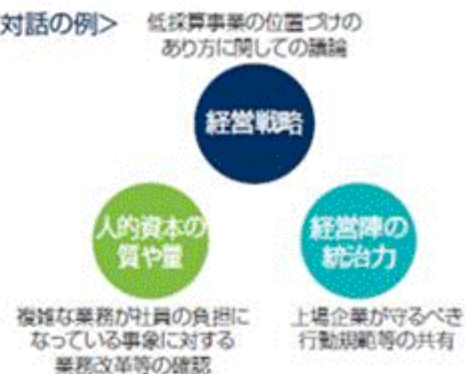 対話の例>
低採算事業の位置づけの
あり方に関しての議論
経営戦略
人的資本の
質や量
経営陣の
統治力
複雑な業務が社員の負担に
なっている事象に対する
業務改革等の確認
上場企業が守るべき
行動規範等の共有